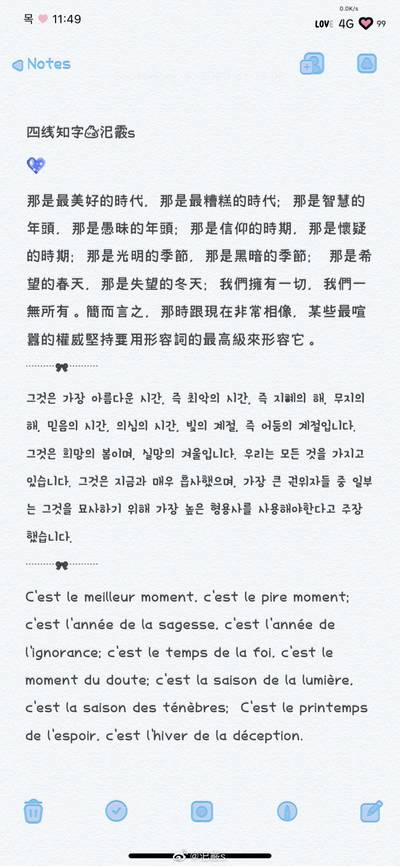 목 11:49
0.0K/s
LOVE 4G 99
Notes
四线知字汜霰s
那是最美好的時代，那是最糟糕的時代；那是智慧的
年頭，那是愚昧的年頭；那是信仰的時期，那是懷疑
的時期；那是光明的季節，那是黑暗的季節； 那是希
望的春天，那是失望的冬天；我們擁有一切，我們一
無所有。簡而言之，那時跟現在非常相像，某些最喧
囂的權威堅持要用形容詞的最高級來形容它。
그것은 가장 아름다운 시간, 즉 최악의 시간, 즉 지혜의 해, 무지의
해, 믿음의 시간, 의심의 시간, 빛의 계절, 즉 어둠의 계절입니다.
그것은 희망의 봄이며, 실망의 겨울입니다. 우리는 모든 것을 가지고
있습니다. 그것은 지금과 매우 흡사했으며, 가장 큰 권위자들 중 일부
는 그것을 묘사하기 위해 가장 높은 형용사를 사용해야한다고 주장
했습니다.
C'est le meilleur moment, c'est le pire moment;
c'est l'année de la sagesse, c'est l'année de
l'ignorance; c'est le temps de la foi, c'est le
moment du doute; c'est la saison de la lumière,
c'est la saison des ténèbres;  C'est le printemps
de l'espoir, c'est l'hiver de la déception.
@汜霰s